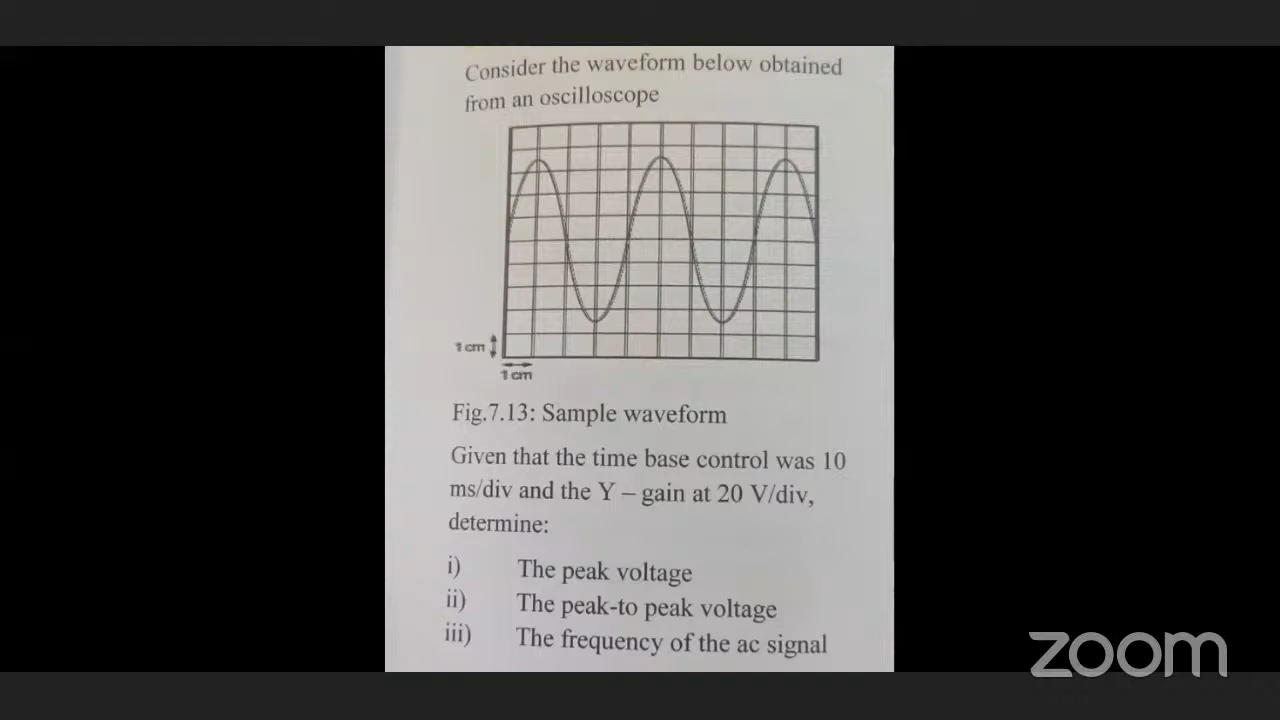 Consider the waveform below obtained
from an oscilloscope
1 cm
1 cm
Fig.7.13: Sample waveform
Given that the time base control was 10
ms/div and the Y – gain at 20 V/div,
determine:
i) The peak voltage
ii) The peak-to peak voltage
iii) The frequency of the ac signal
zoom